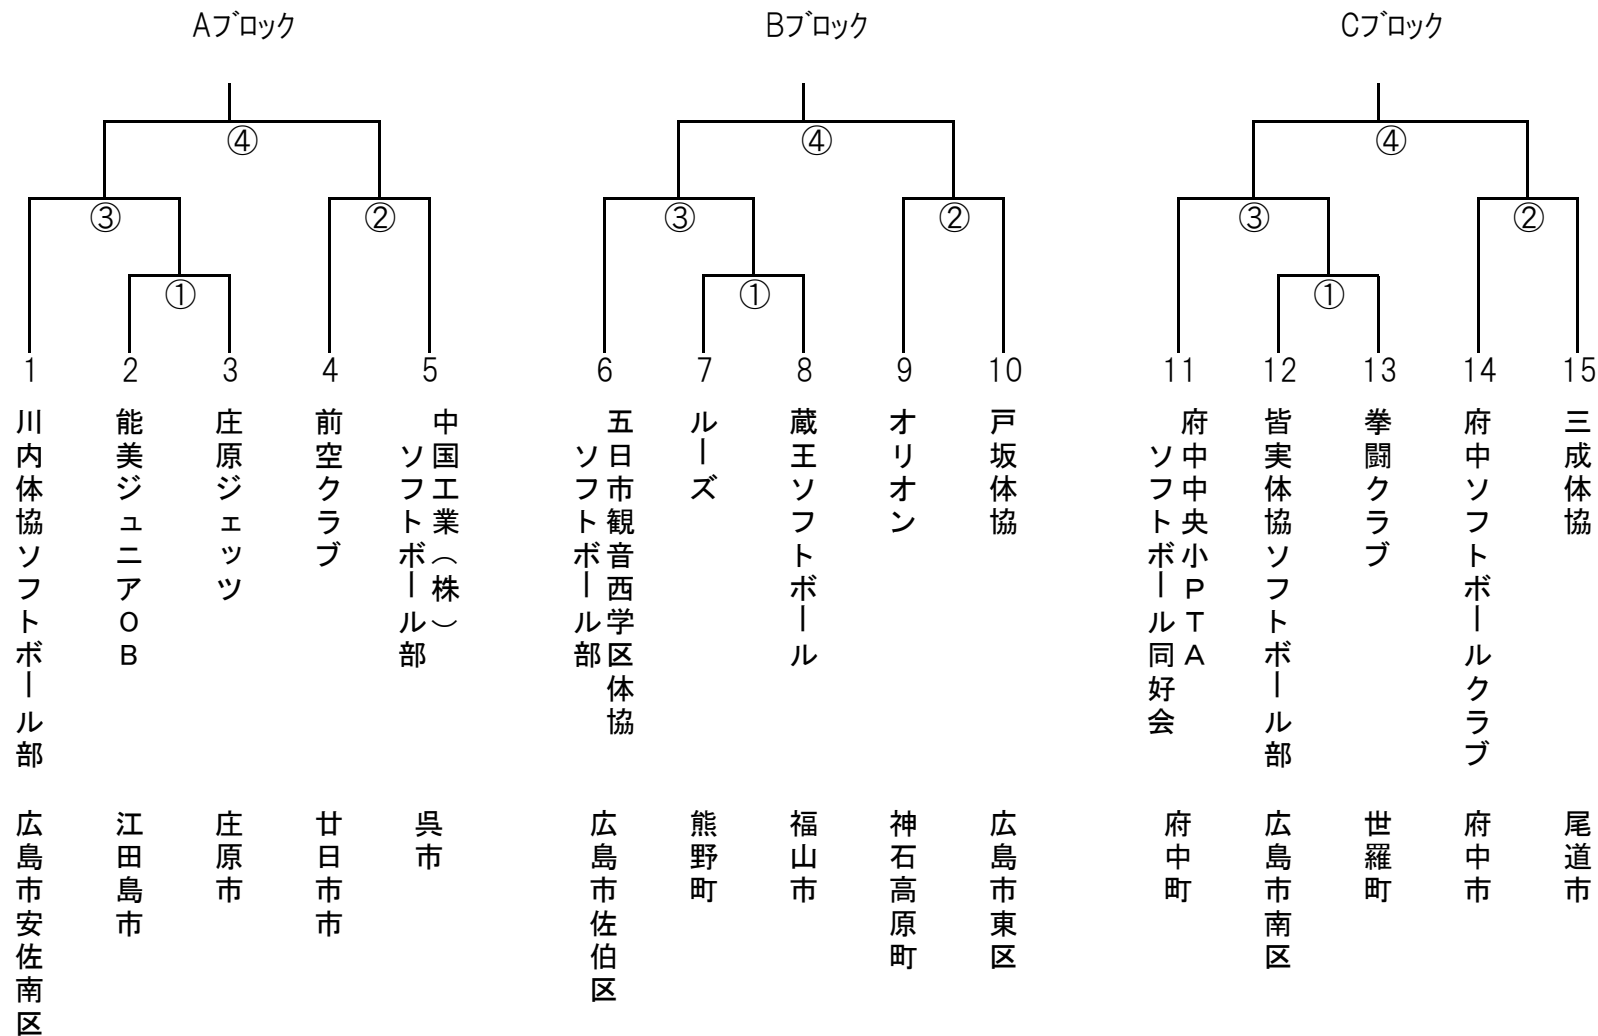 Aブロック
Bブロック
Cブロック
④
④
④
③
②
③
②
③
②
①
①
①
1
2
3
4
5
6
7
8
9
10
11
12
13
14
15
川内体協ソフトボール部
能美ジュニアOB
庄原ジェッツ
前空クラブ
中国工業(株)
ソフトボール部
五日市観音西学区体協
ソフトボール部
ルーズ
蔵王ソフトボール
オリオン
戸坂体協
府中中央小PTA
ソフトボール同好会
皆実体協ソフトボール部
拳闘クラブ
府中ソフトボールクラブ
三成体協
広島市安佐南区
江田島市
庄原市
廿日市市
呉市
広島市佐伯区
熊野町
福山市
神石高原町
広島市東区
府中町
広島市南区
世羅町
府中市
尾道市